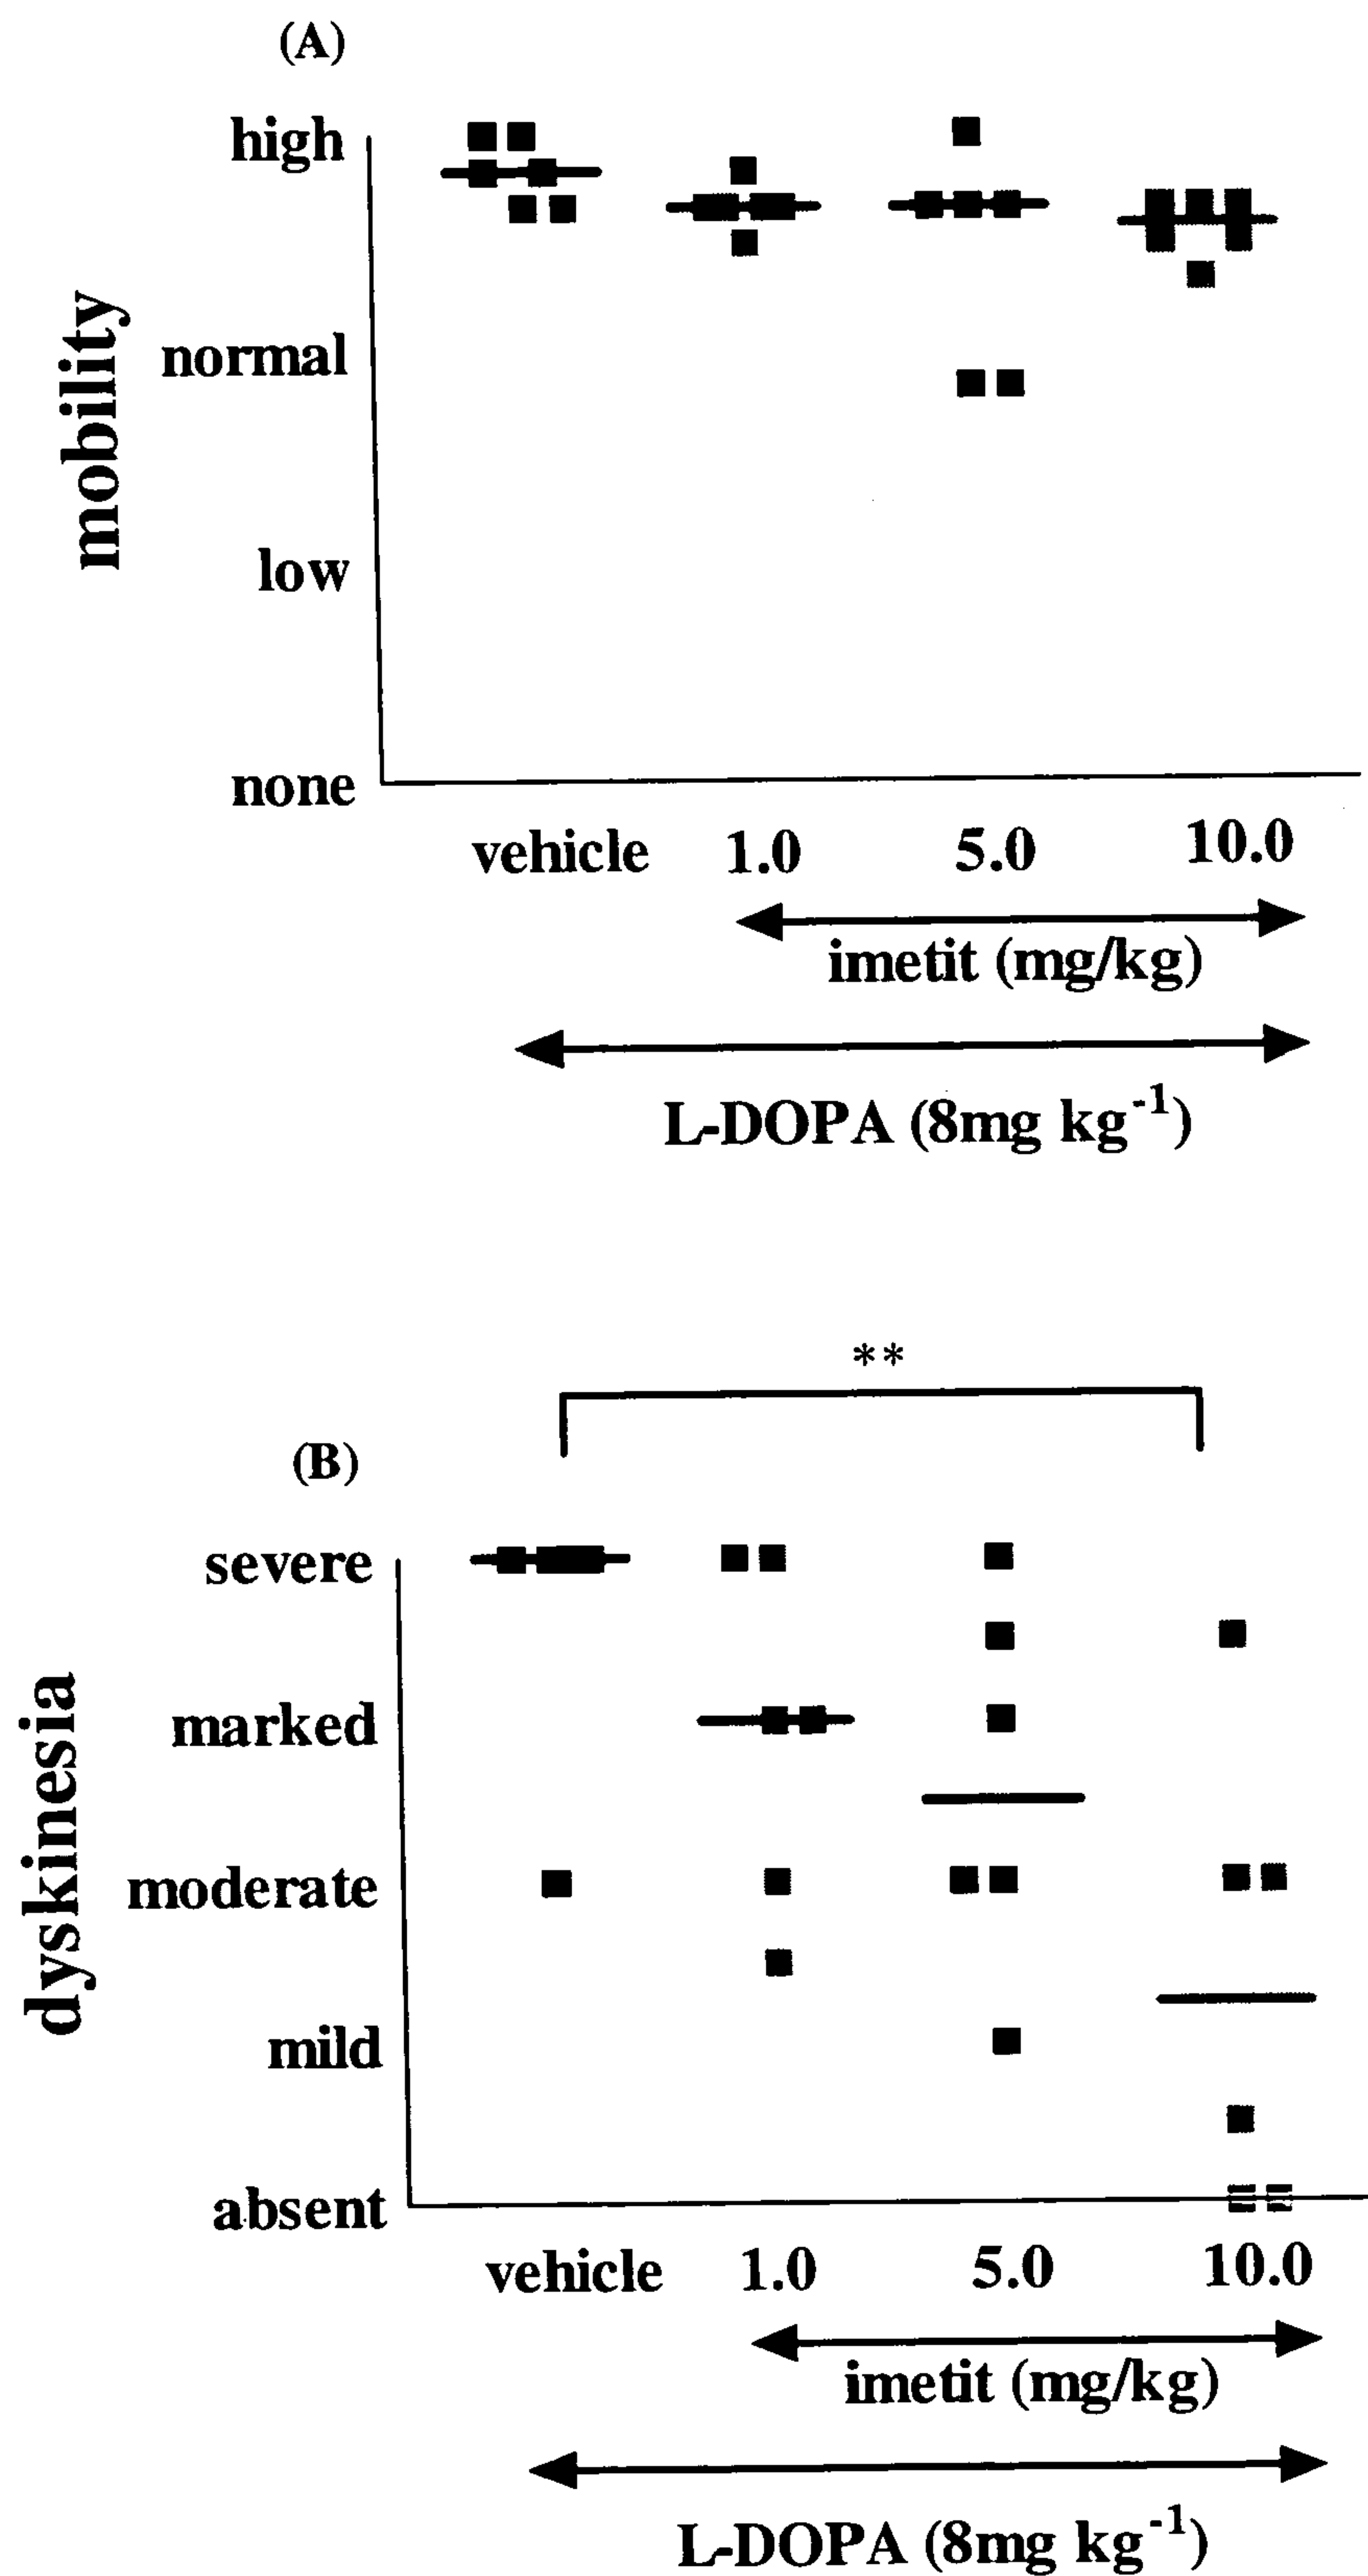 (A)
high
normal
low
none
mobility
vehicle 1.0 5.0 10.0
imetit (mg/kg)
L-DOPA (8mg kg⁻¹)
**
(B)
severe
marked
moderate
mild
absent
dyskinesia
vehicle 1.0 5.0 10.0
imetit (mg/kg)
L-DOPA (8mg kg⁻¹)